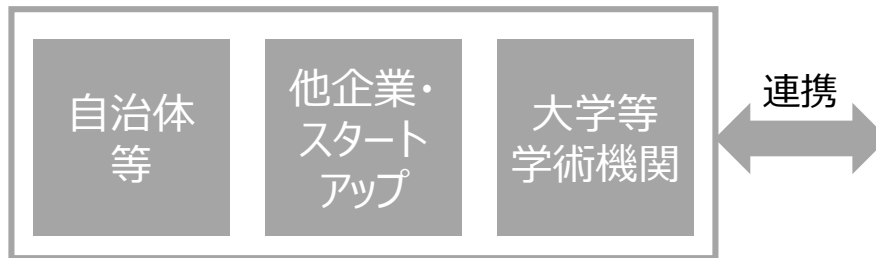 自治体
等
他企業・
スタート
アップ
大学等
学術機関
連携